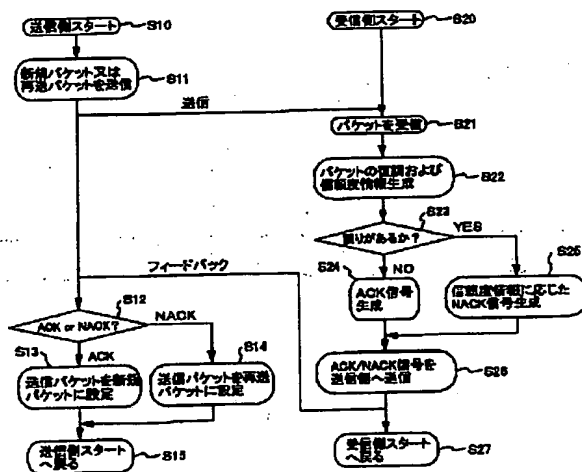 送信側スタート
S10
新規パケット又は
再送パケットを送信
S11
送信
受信側スタート
S20
パケットを受信
S21
パケットの復調および
信頼度情報生成
S22
誤りがあるか？
S23
YES
NO
S24
ACK信号
生成
S25
信頼度情報に応じた
NACK信号生成
フィードバック
S12
ACK or NACK？
NACK
ACK
S13
送信パケットを新規
パケットに設定
S14
送信パケットを再送
パケットに設定
ACK/NACK信号を
送信側へ送信
S26
送信側スタート
へ戻る
S15
受信側スタート
へ戻る
S27